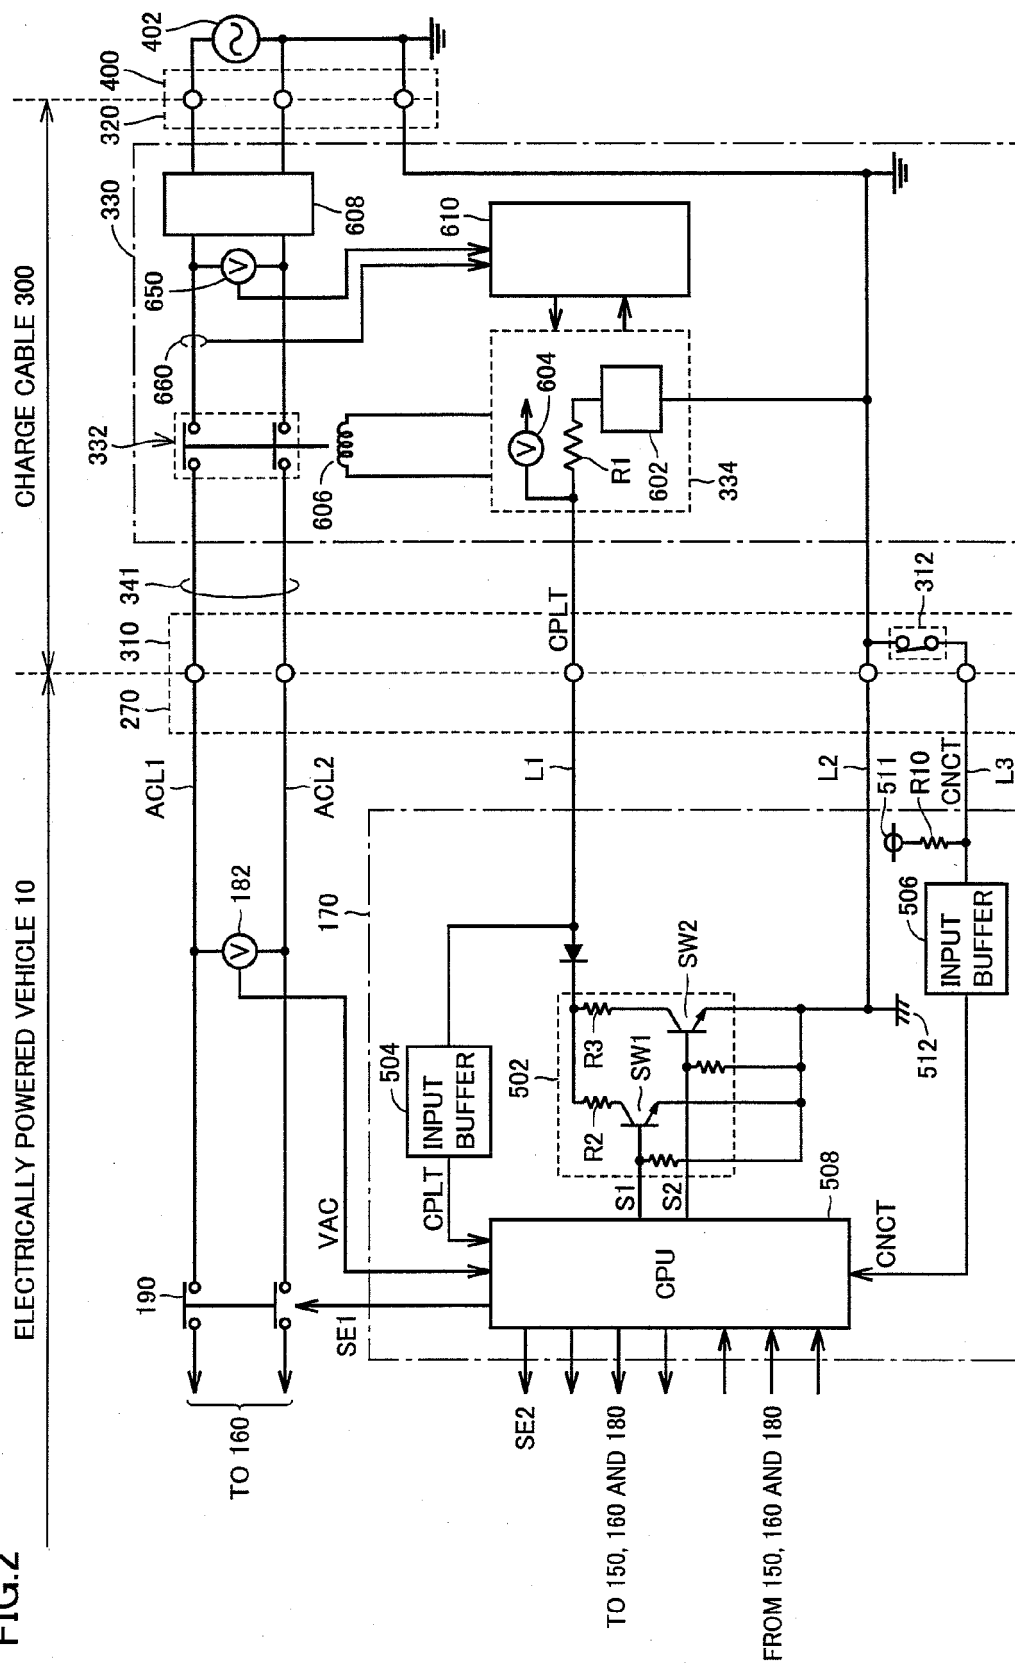 FIG.2
ELECTRICALLY POWERED VEHICLE 10
CHARGE CABLE 300
TO 160
190
ACL1
182
ACL2
VAC
SE1
270
310
341
332
660
650
330
320
400
402
608
606
610
604
R1
602
334
SE2
TO 150, 160 AND 180
FROM 150, 160 AND 180
CPU
508
CPLT
504
INPUT
BUFFER
170
502
S1
S2
R2
R3
SW1
SW2
L1
CPLT
L2
312
CNCT
L3
511
R10
506
INPUT
BUFFER
512
CNCT
V
V
V